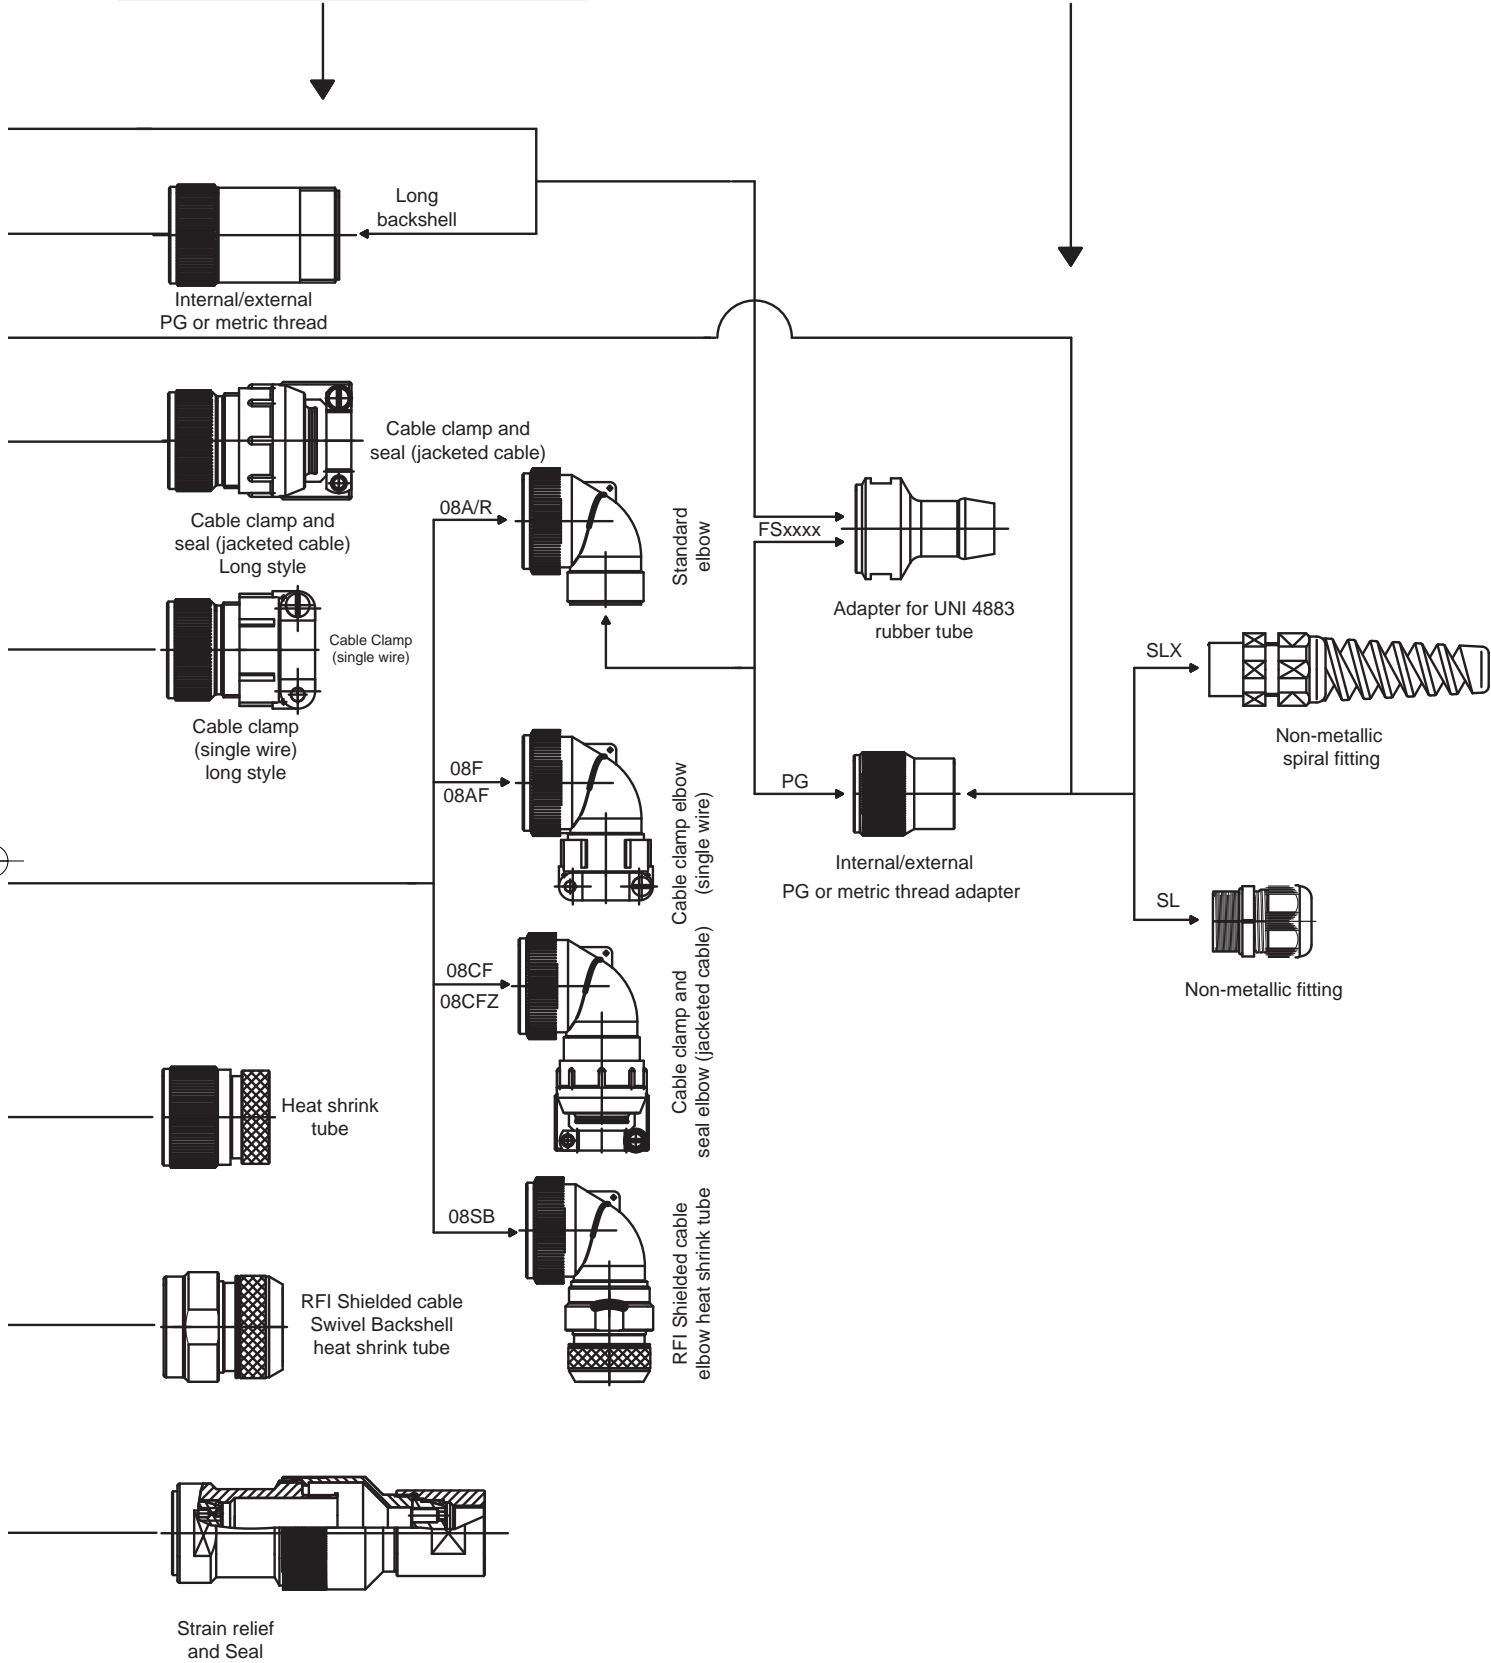 Long
backshell
Internal/external
PG or metric thread
Cable clamp and
seal (jacketed cable)
Cable clamp and
seal (jacketed cable)
Long style
08A/R
Standard
elbow
FSxxxx
Adapter for UNI 4883
rubber tube
Cable Clamp
(single wire)
Cable clamp
(single wire)
long style
SLX
Non-metallic
spiral fitting
08F
08AF
Cable clamp elbow
(single wire)
PG
Internal/external
PG or metric thread adapter
SL
Non-metallic fitting
08CF
08CFZ
Cable clamp and
seal elbow (jacketed cable)
Heat shrink
tube
08SB
RFI Shielded cable
elbow heat shrink tube
RFI Shielded cable
Swivel Backshell
heat shrink tube
Strain relief
and Seal